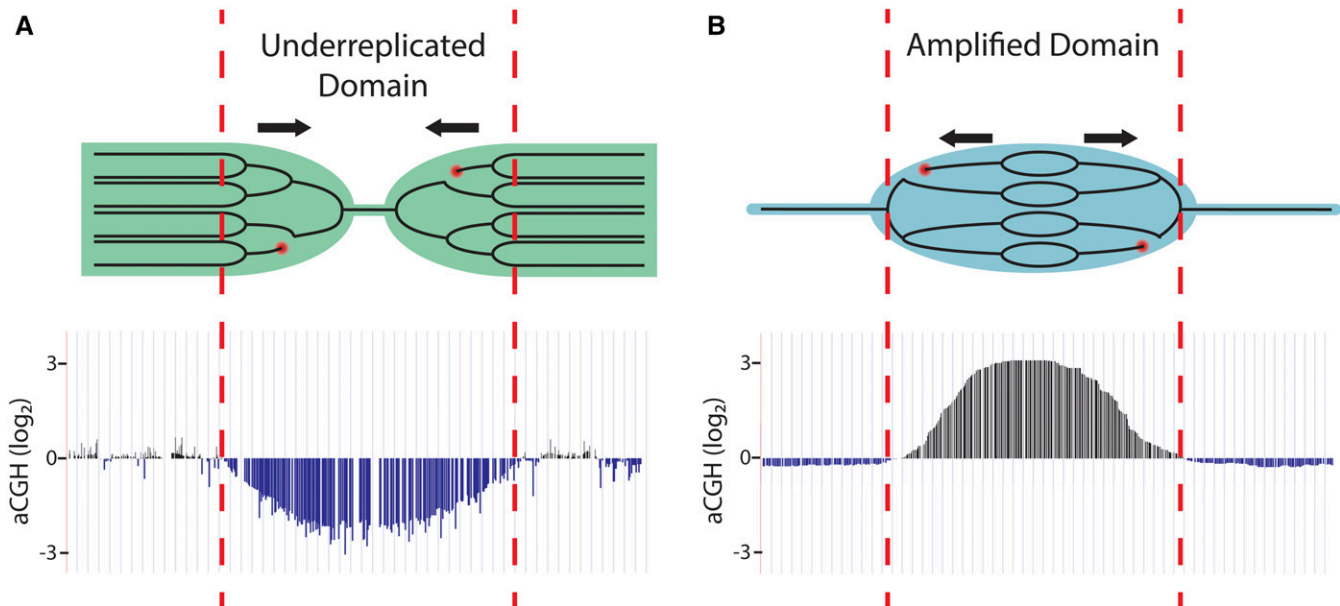 A
Underreplicated
Domain
3
0
-3
aCGH (log₂)
B
Amplified Domain
3
0
-3
aCGH (log₂)